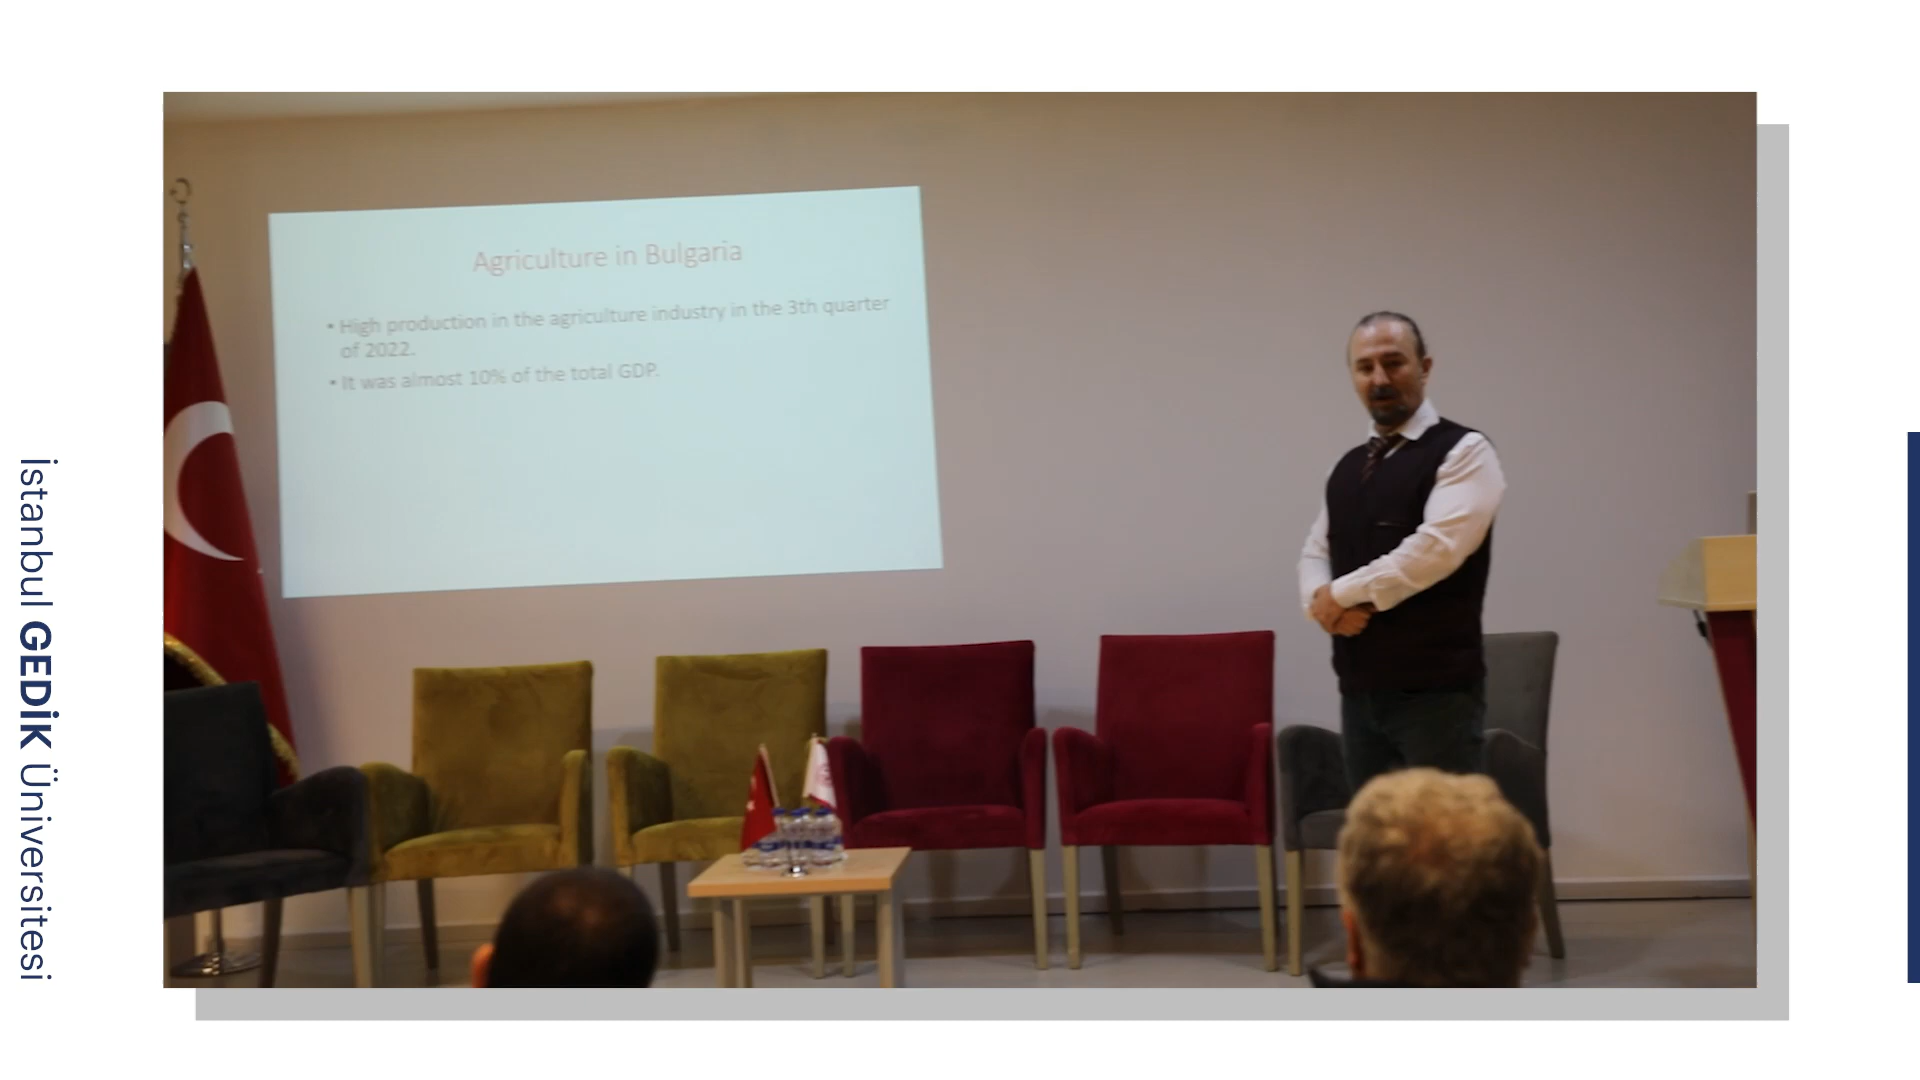 Agriculture in Bulgaria
• High production in the agriculture industry in the 3th quarter
of 2022.
• It was almost 10% of the total GDP.
İstanbul GEDİK Üniversitesi